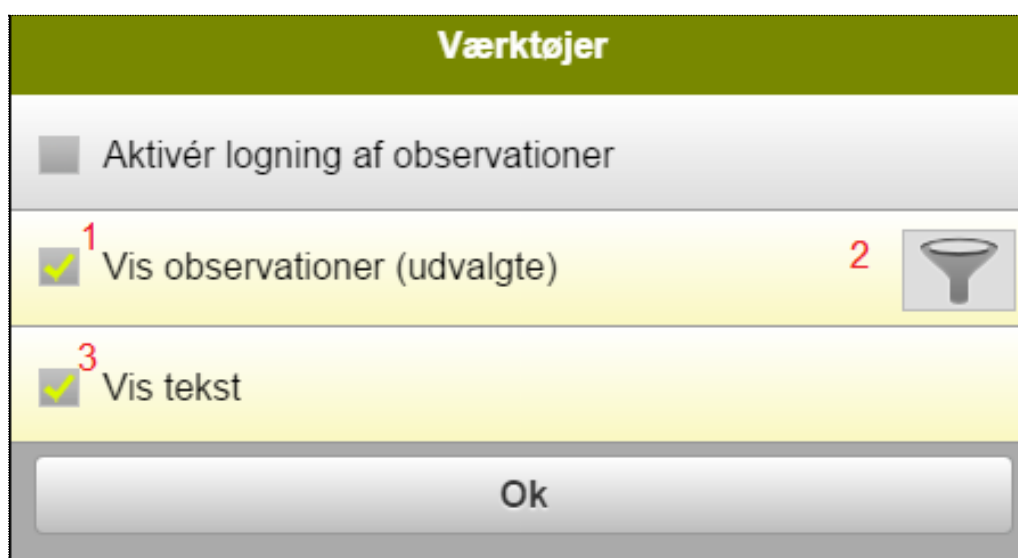 Værktøjer
Aktivér logning af observationer
1
Vis observationer (udvalgte)
2
3
Vis tekst
Ok